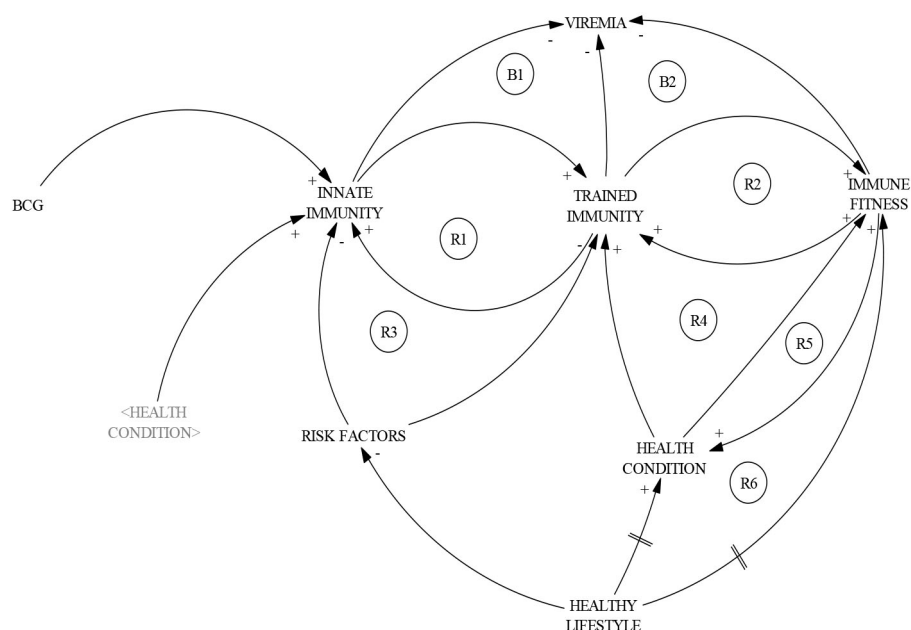 VIREMIA
-
-
-
B1
B2
BCG
+
INNATE
IMMUNITY
+
-
+
R1
+
TRAINED
IMMUNITY
-
+
+
R2
+
IMMUNE
FITNESS
+
+
R3
R4
R5
<HEALTH
CONDITION>
RISK FACTORS
-
HEALTH
CONDITION
+
+
R6
HEALTHY
LIFESTYLE